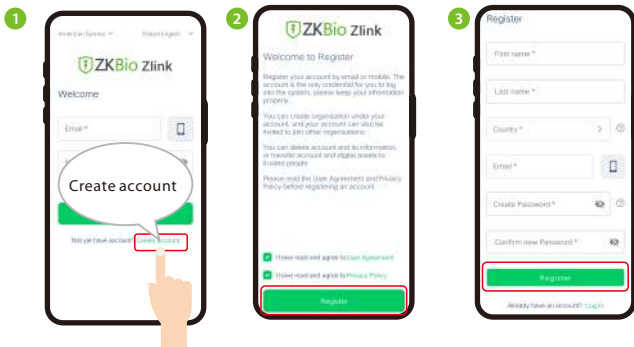 1
American Service
United English
ZKBio Zlink
Welcome
Email *
Create account
Not yet have account? Create account
2
ZKBio Zlink
Welcome to Register
Register your account by email or mobile. The
account is the only credential for you to log
into the system, please keep your information
properly.
You can create organization under your
account, and your account can also be
invited to join other organisations.
You can delete account and its information,
or transfer account and digital assets to
trusted people.
Please read the User Agreement and Privacy
Policy before registering an account.
I have read and agree to User Agreement
I have read and agree to Privacy Policy
Register
3
Register
First name *
Last name *
Country *
Email *
Create Password *
Confirm new Password *
Register
Already have an account? Log In